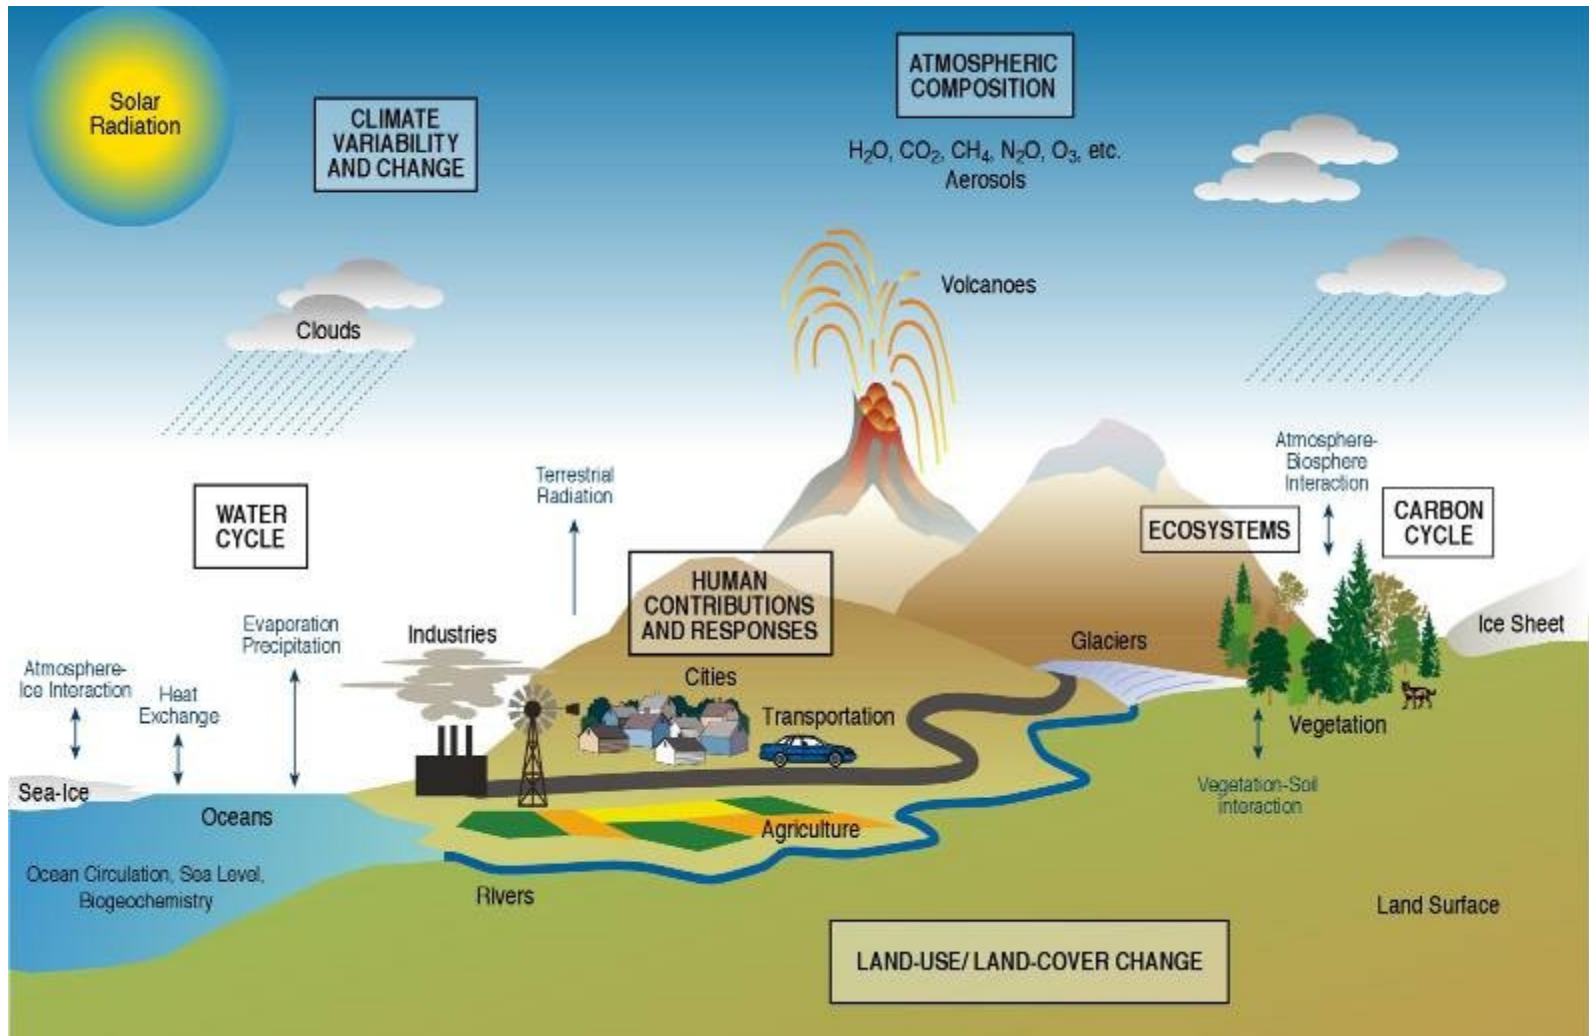 Solar
Radiation
CLIMATE
VARIABILITY
AND CHANGE
ATMOSPHERIC
COMPOSITION
H₂O, CO₂, CH₄, N₂O, O₃, etc.
Aerosols
Volcanoes
Clouds
Atmosphere-
Biosphere
Interaction
Terrestrial
Radiation
WATER
CYCLE
ECOSYSTEMS
CARBON
CYCLE
HUMAN
CONTRIBUTIONS
AND RESPONSES
Evaporation
Precipitation
Industries
Glaciers
Ice Sheet
Atmosphere-
Ice Interaction
Heat
Exchange
Cities
Transportation
Vegetation
Sea-Ice
Oceans
Agriculture
Vegetation-Soil
interaction
Ocean Circulation, Sea Level,
Biogeochemistry
RIvers
Land Surface
LAND-USE/ LAND-COVER CHANGE